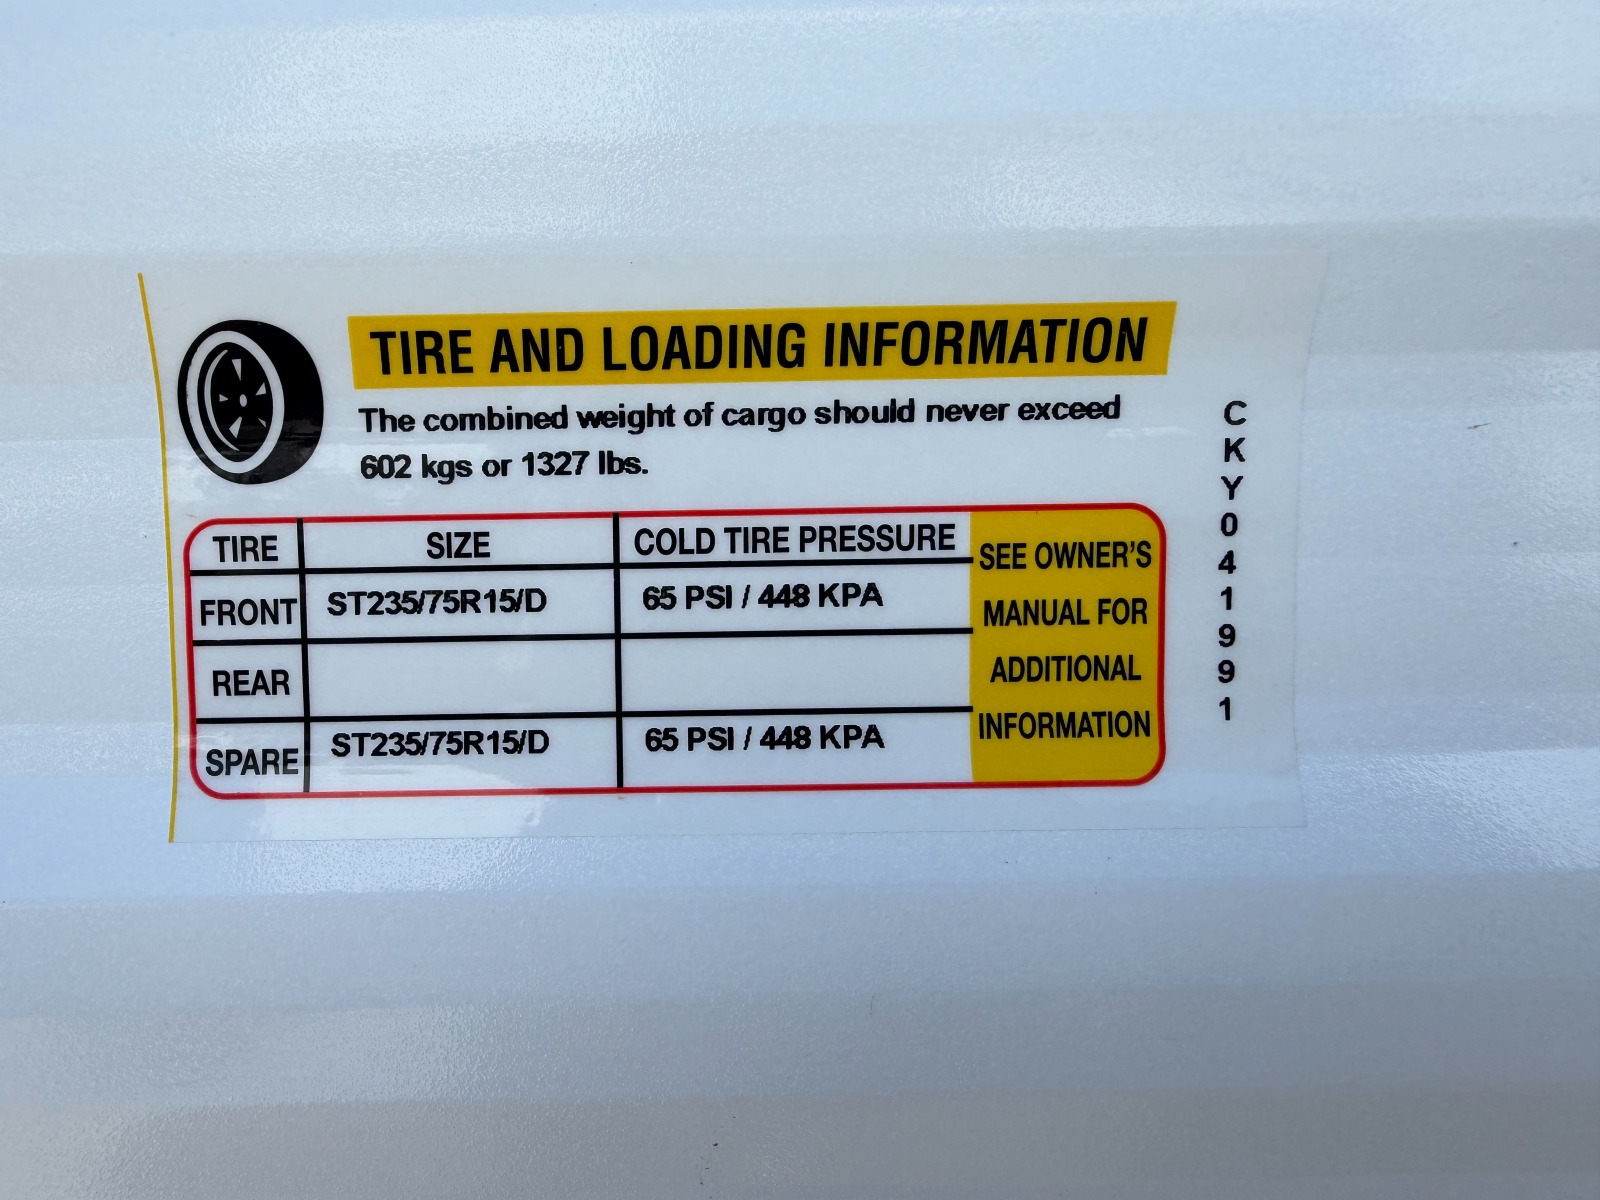 TIRE AND LOADING INFORMATION
The combined weight of cargo should never exceed
602 kgs or 1327 lbs.
TIRE SIZE COLD TIRE PRESSURE
FRONT ST235/75R15/D 65 PSI / 448 KPA
REAR
SPARE ST235/75R15/D 65 PSI / 448 KPA
SEE OWNER'S
MANUAL FOR
ADDITIONAL
INFORMATION
CKY041991